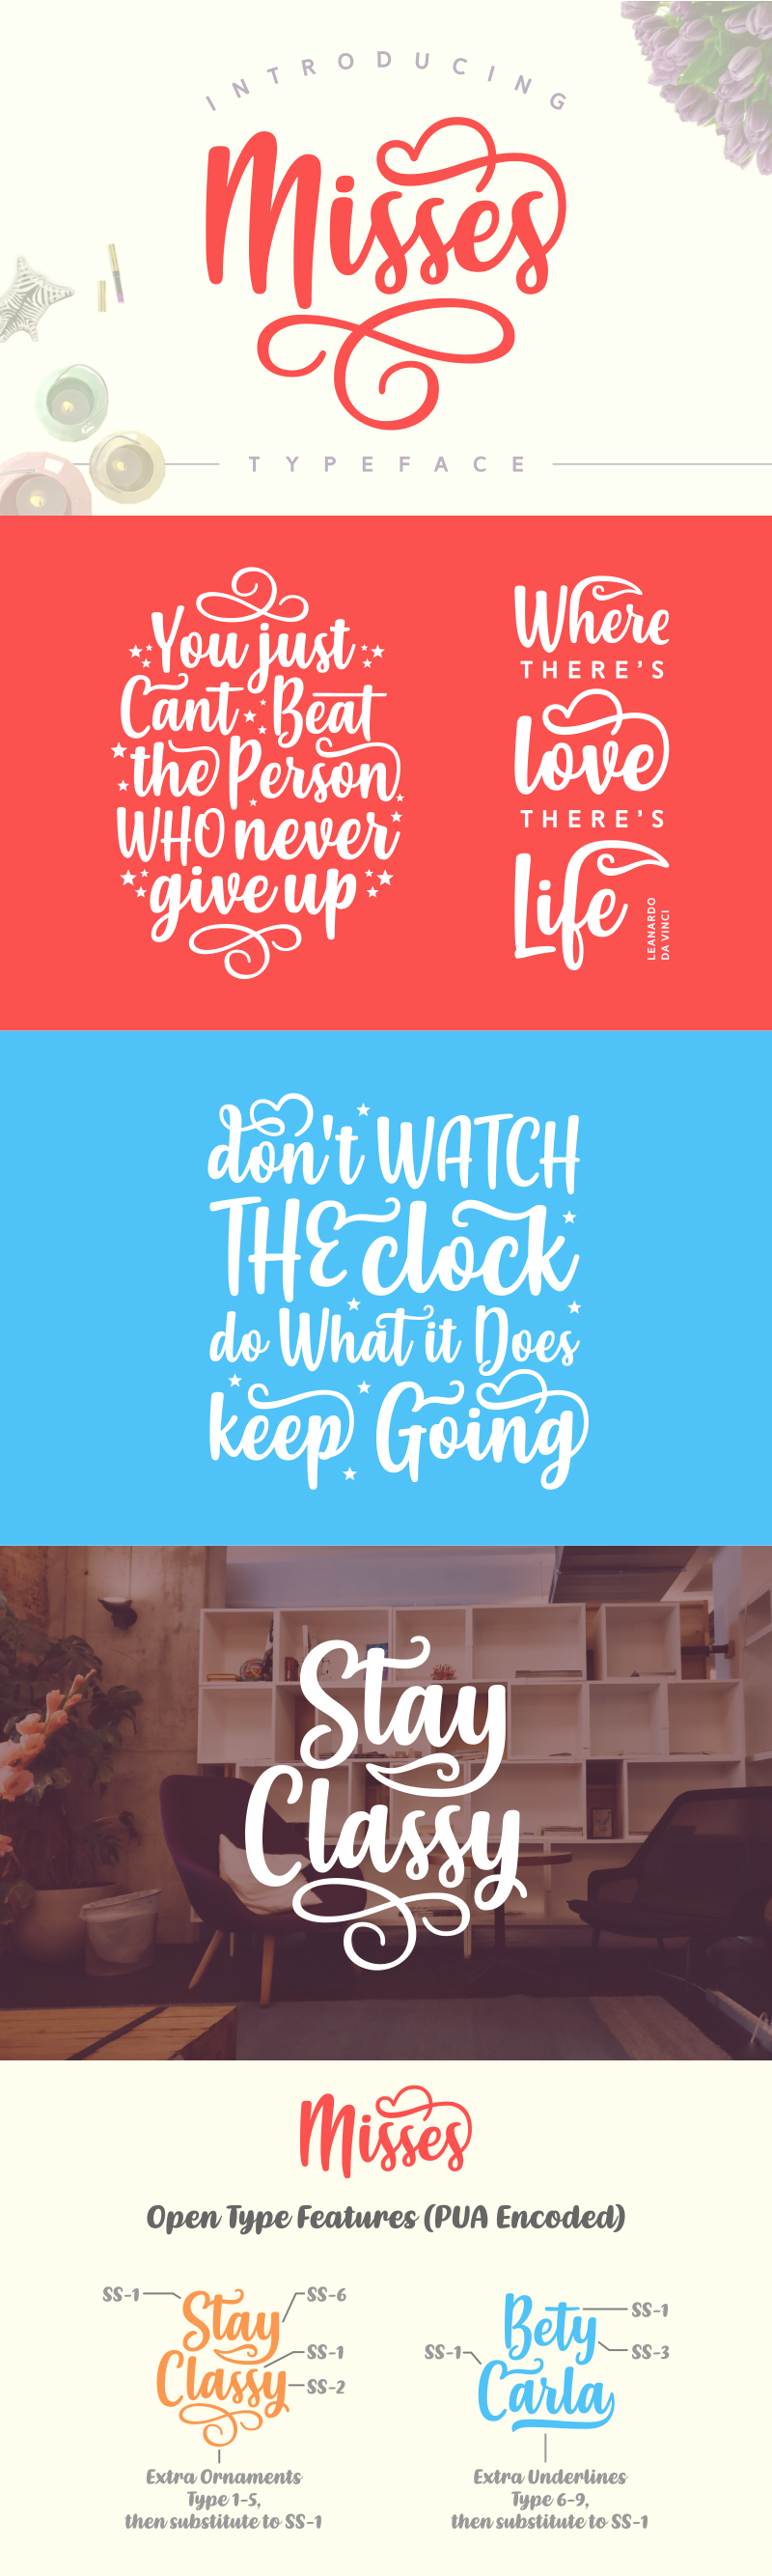 INTRODUCING
Misses
TYPEFACE
You just
Cant Beat
the Person
WHO never
give up
Where
THERE'S
love
THERE'S
Life
LEANARDO
DA VINCI
don't WATCH
THE clock
do What it Does
keep Going
Stay
Classy
Misses
Open Type Features (PUA Encoded)
SS-1
SS-6
Stay
SS-1
Classy
SS-2
Extra Ornaments
Type 1-5,
then substitute to SS-1
SS-1
Bety
SS-1
SS-3
Carla
Extra Underlines
Type 6-9,
then substitute to SS-1